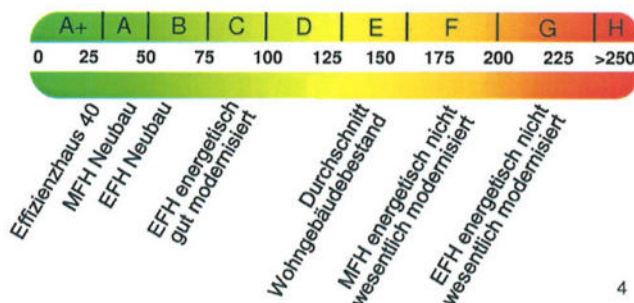 A+ A B C D E F G H
0 25 50 75 100 125 150 175 200 225 >250
Effizienzhaus 40
MFH Neubau
EFH Neubau
EFH energetisch
gut modernisiert
Durchschnitt
Wohngebäudebestand
MFH energetisch nicht
wesentlich modernisiert
EFH energetisch nicht
wesentlich modernisiert
4